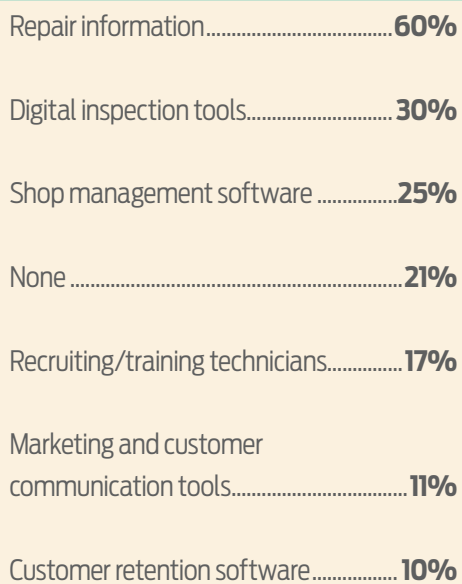 Repair information..........................................60%
Digital inspection tools.................................. 30%
Shop management software ..................25%
None ...........................................................................21%
Recruiting/training technicians.................17%
Marketing and customer
communication tools........................................11%
Customer retention software................... 10%